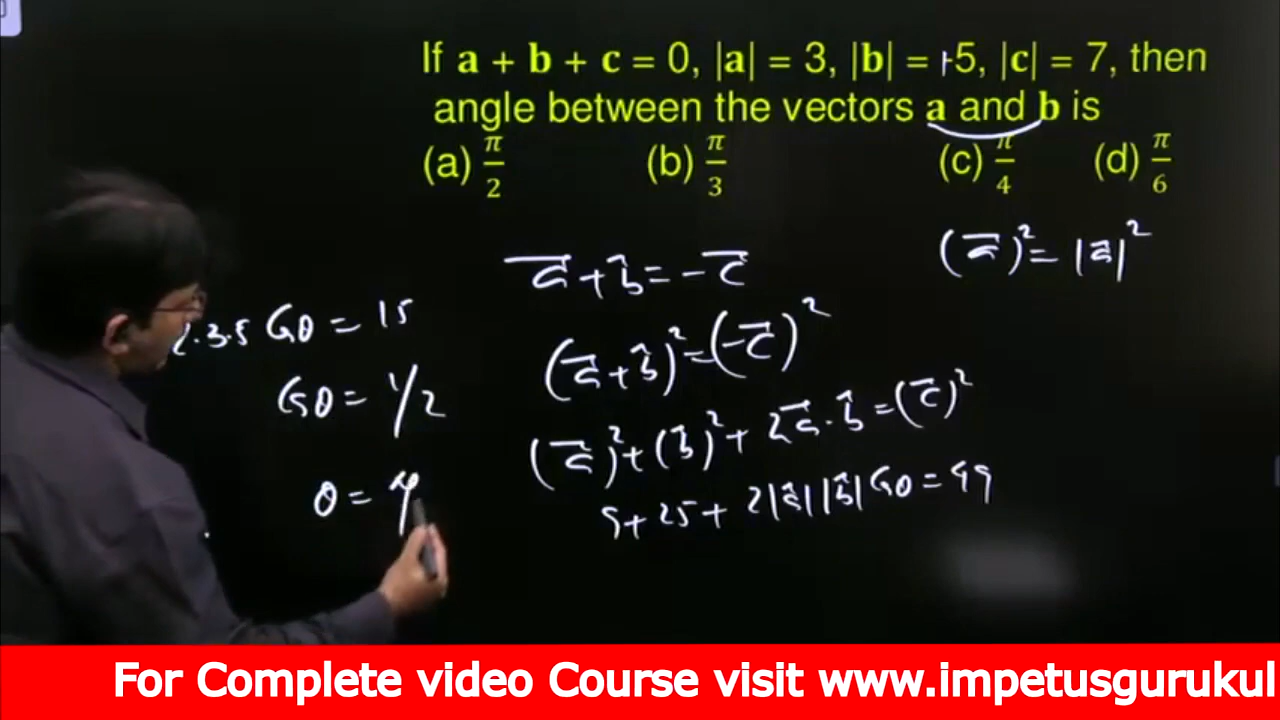 If a + b + c = 0, |a| = 3, |b| = 5, |c| = 7, then
angle between the vectors a and b is
(a) π/2 (b) π/3 (c) π/4 (d) π/6
(a⃗)² = |a⃗|²
a⃗ + b⃗ = -c⃗
(a⃗ + b⃗)² = (-c⃗)²
(a⃗)² + (b⃗)² + 2a⃗·b⃗ = (c⃗)²
9 + 25 + 2|a⃗||b⃗| cosθ = 49
2·3·5 cosθ = 15
cosθ = 1/2
θ = π/
For Complete video Course visit www.impetusgurukul